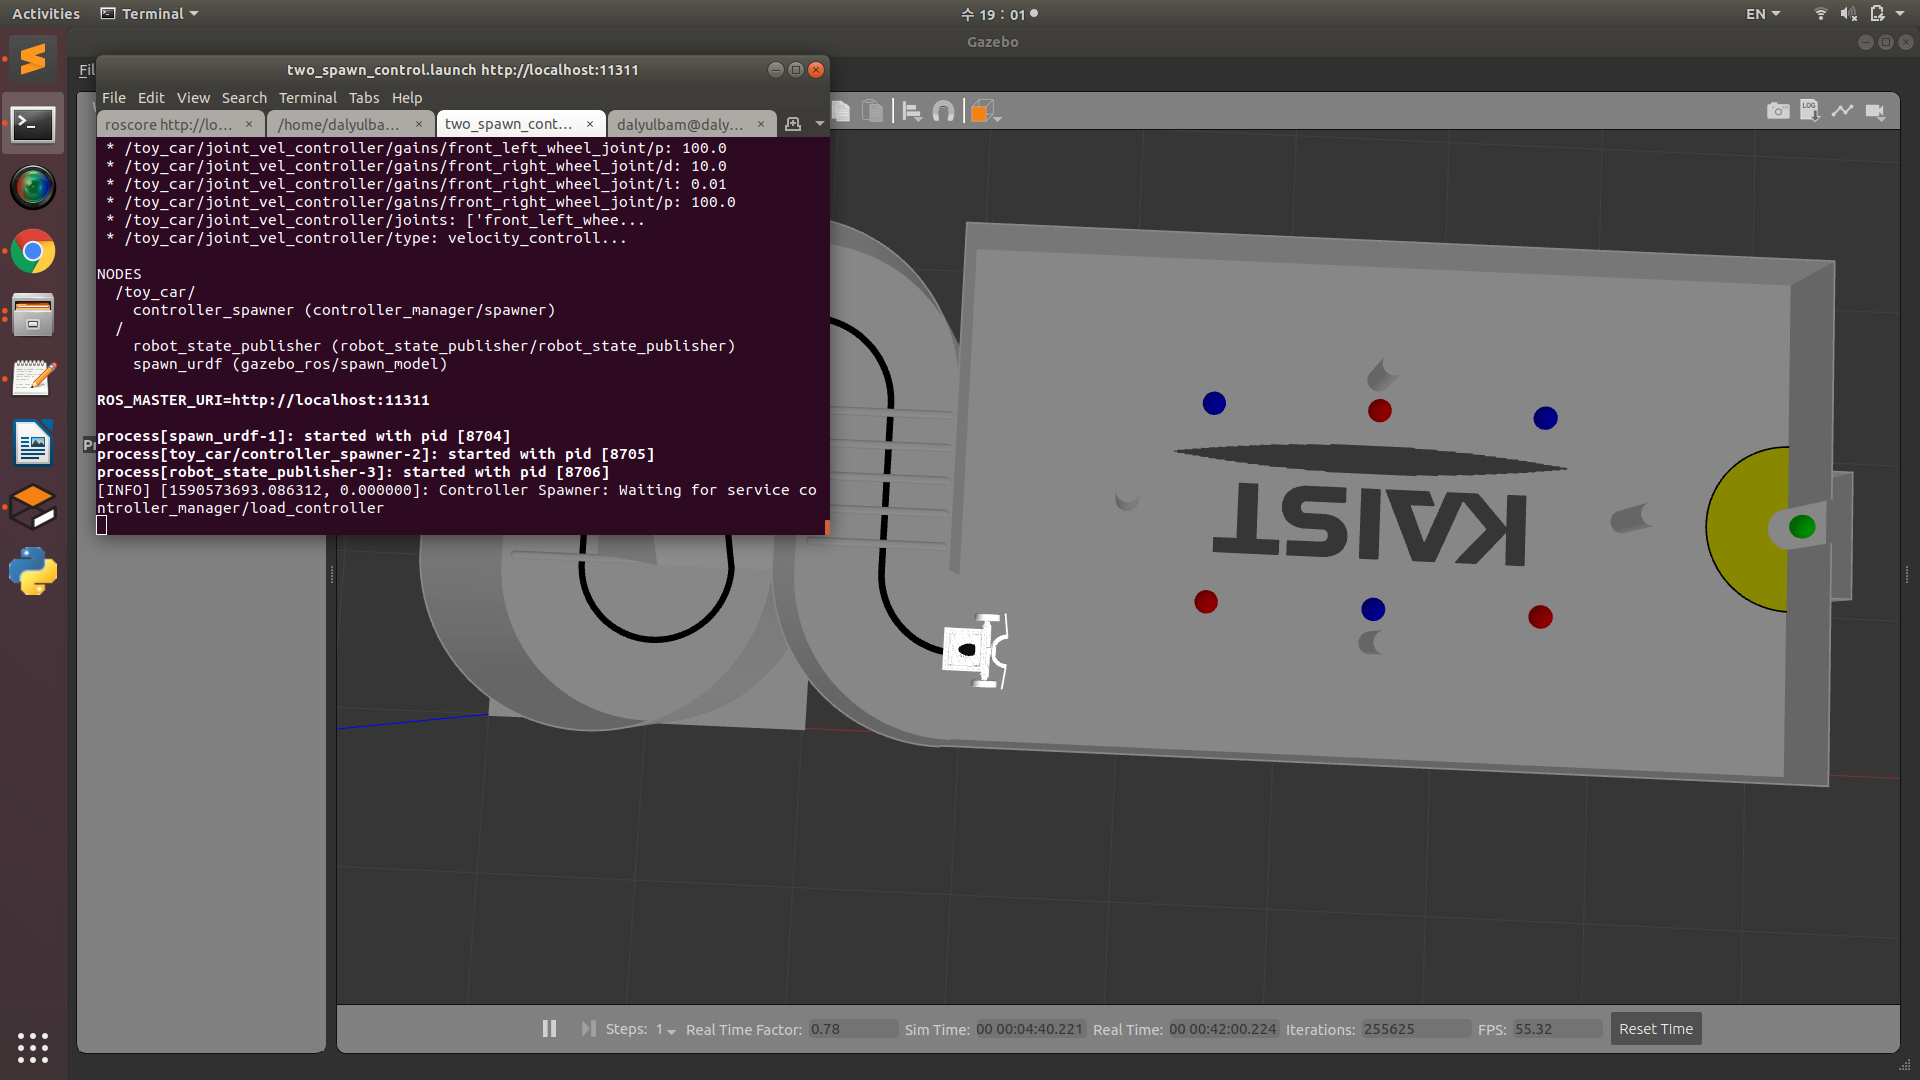 Activities
Terminal
수 19 : 01
EN
Gazebo
Fil
two_spawn_control.launch http://localhost:11311
File Edit View Search Terminal Tabs Help
roscore http://lo... × /home/dalyulba... × two_spawn_cont... × dalyulbam@daly... ×
* /toy_car/joint_vel_controller/gains/front_left_wheel_joint/p: 100.0
* /toy_car/joint_vel_controller/gains/front_right_wheel_joint/d: 10.0
* /toy_car/joint_vel_controller/gains/front_right_wheel_joint/i: 0.01
* /toy_car/joint_vel_controller/gains/front_right_wheel_joint/p: 100.0
* /toy_car/joint_vel_controller/joints: ['front_left_whee...
* /toy_car/joint_vel_controller/type: velocity_controll...
NODES
/toy_car/
controller_spawner (controller_manager/spawner)
/
robot_state_publisher (robot_state_publisher/robot_state_publisher)
spawn_urdf (gazebo_ros/spawn_model)
ROS_MASTER_URI=http://localhost:11311
process[spawn_urdf-1]: started with pid [8704]
process[toy_car/controller_spawner-2]: started with pid [8705]
process[robot_state_publisher-3]: started with pid [8706]
[INFO] [1590573693.086312, 0.000000]: Controller Spawner: Waiting for service co
ntroller_manager/load_controller
LOG
KAIST
Steps: 1 Real Time Factor: 0.78 Sim Time: 00 00:04:40.221 Real Time: 00 00:42:00.224 Iterations: 255625 FPS: 55.32 Reset Time